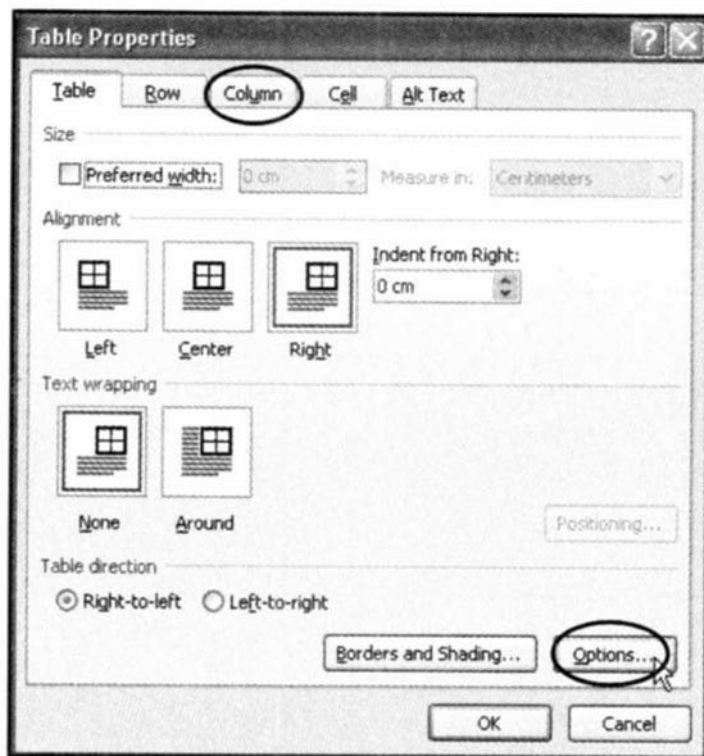 Table Properties
Table Row Column Cell Alt Text
Size
Preferred width: 0 cm Measure in: Centimeters
Alignment
Indent from Right:
0 cm
Left Center Right
Text wrapping
None Around
Positioning...
Table direction
Right-to-left Left-to-right
Borders and Shading... Options...
OK Cancel